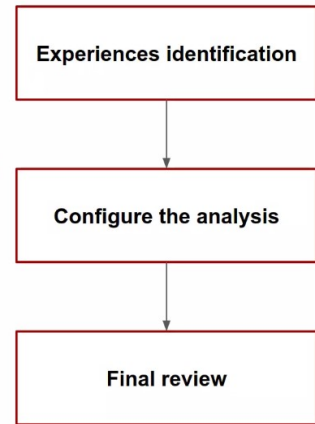 Experiences identification
Configure the analysis
Final review